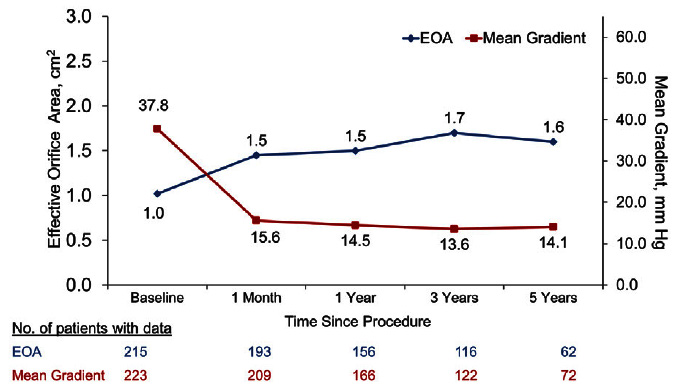 3.0
2.5
2.0
1.5
1.0
0.5
0.0
Effective Orifice Area, cm2
60.0
50.0
40.0
30.0
20.0
10.0
0.0
Mean Gradient, mm Hg
EOA Mean Gradient
37.8
1.0
1.5 1.5 1.7 1.6
15.6 14.5 13.6 14.1
Baseline 1 Month 1 Year 3 Years 5 Years
Time Since Procedure
No. of patients with data
EOA 215 193 156 116 62
Mean Gradient 223 209 166 122 72